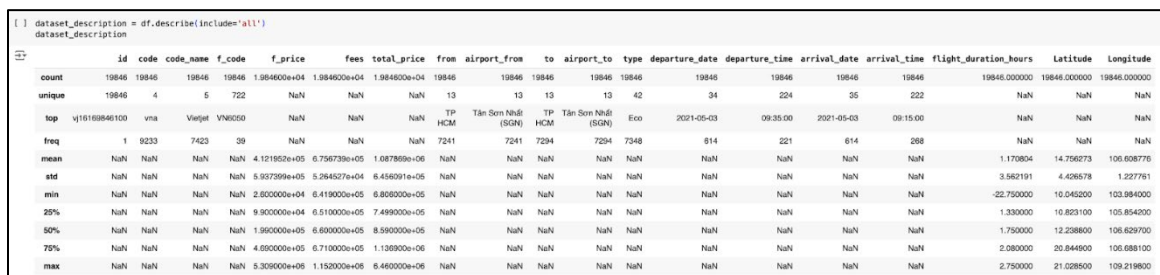 [ ] dataset_description = df.describe(include='all')
dataset_description
id code code_name f_code f_price fees total_price from airport_from to airport_to type departure_date departure_time arrival_date arrival_time flight_duration_hours Latitude Longitude
count 19846 19846 19846 19846 1.984600e+04 1.984600e+04 1.984600e+04 19846 19846 19846 19846 19846 19846 19846 19846 19846 19846.000000 19846.000000 19846.000000
unique 19846 4 5 722 NaN NaN NaN 13 13 13 13 42 34 224 35 222 NaN NaN NaN
top vj16169846100 vna Vietjet VN6050 NaN NaN NaN TP HCM Tân Sơn Nhất (SGN) TP HCM Tân Sơn Nhất (SGN) Eco 2021-05-03 09:35:00 2021-05-03 09:15:00 NaN NaN NaN
freq 1 9233 7423 39 NaN NaN NaN 7241 7241 7294 7294 7348 614 221 614 268 NaN NaN NaN
mean NaN NaN NaN NaN 4.121952e+05 6.756739e+05 1.087869e+06 NaN NaN NaN NaN NaN NaN NaN NaN NaN 1.170804 14.756273 106.608776
std NaN NaN NaN NaN 5.937399e+05 5.264527e+04 6.456091e+05 NaN NaN NaN NaN NaN NaN NaN NaN NaN 3.562191 4.426578 1.227761
min NaN NaN NaN NaN 2.600000e+04 6.419000e+05 6.806000e+05 NaN NaN NaN NaN NaN NaN NaN NaN NaN -22.750000 10.045200 103.984000
25% NaN NaN NaN NaN 9.900000e+04 6.510000e+05 7.499000e+05 NaN NaN NaN NaN NaN NaN NaN NaN NaN 1.330000 10.823100 105.854200
50% NaN NaN NaN NaN 1.990000e+05 6.600000e+05 8.590000e+05 NaN NaN NaN NaN NaN NaN NaN NaN NaN 1.750000 12.238800 106.629700
75% NaN NaN NaN NaN 4.690000e+05 6.710000e+05 1.136900e+06 NaN NaN NaN NaN NaN NaN NaN NaN NaN 2.080000 20.844900 106.688100
max NaN NaN NaN NaN 5.309000e+06 1.152000e+06 6.460000e+06 NaN NaN NaN NaN NaN NaN NaN NaN NaN 2.750000 21.028500 109.219800